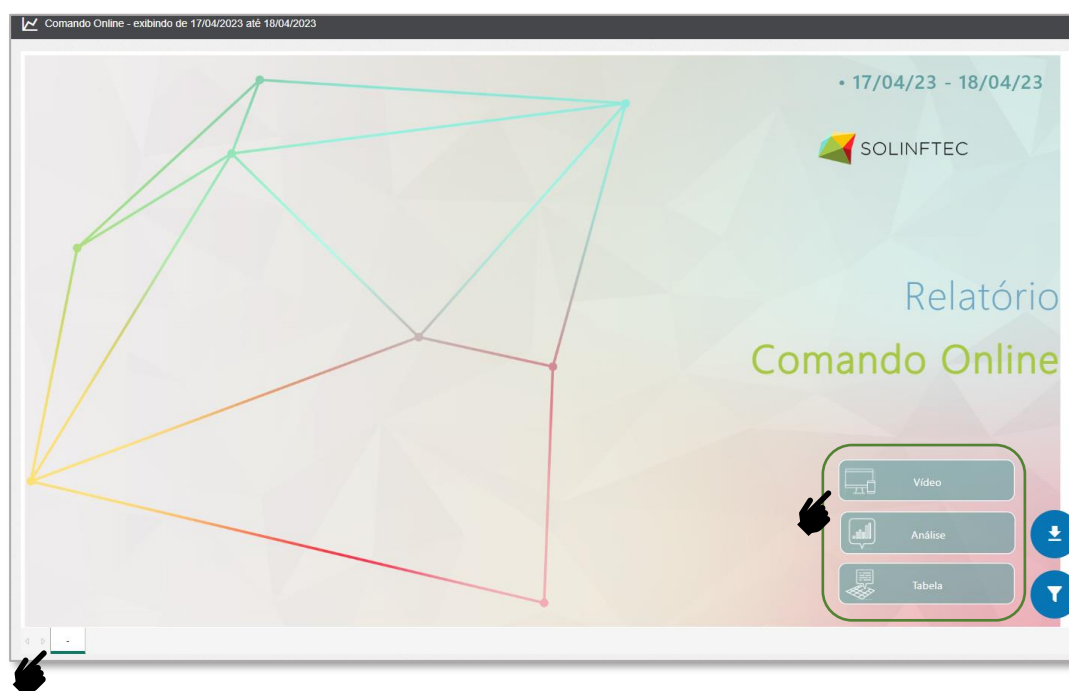 Comando Online - exibindo de 17/04/2023 até 18/04/2023
• 17/04/23 - 18/04/23
SOLINFTEC
Relatório
Comando Online
Vídeo
Análise
Tabela
-